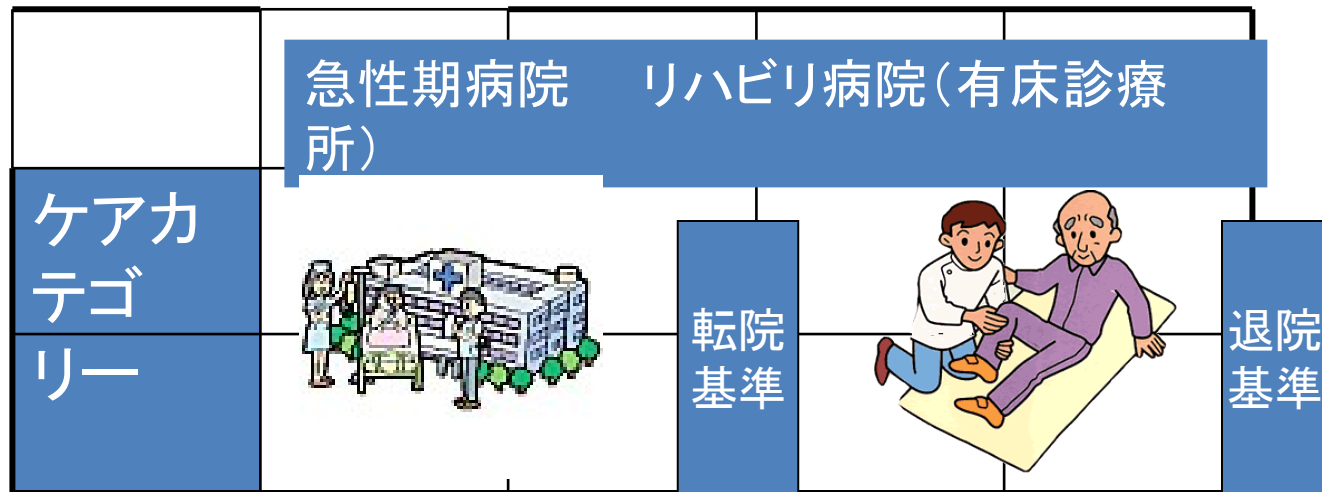 急性期病院　リハビリ病院（有床診療
所）
ケアカ
テゴ
リー
転院
基準
退院
基準